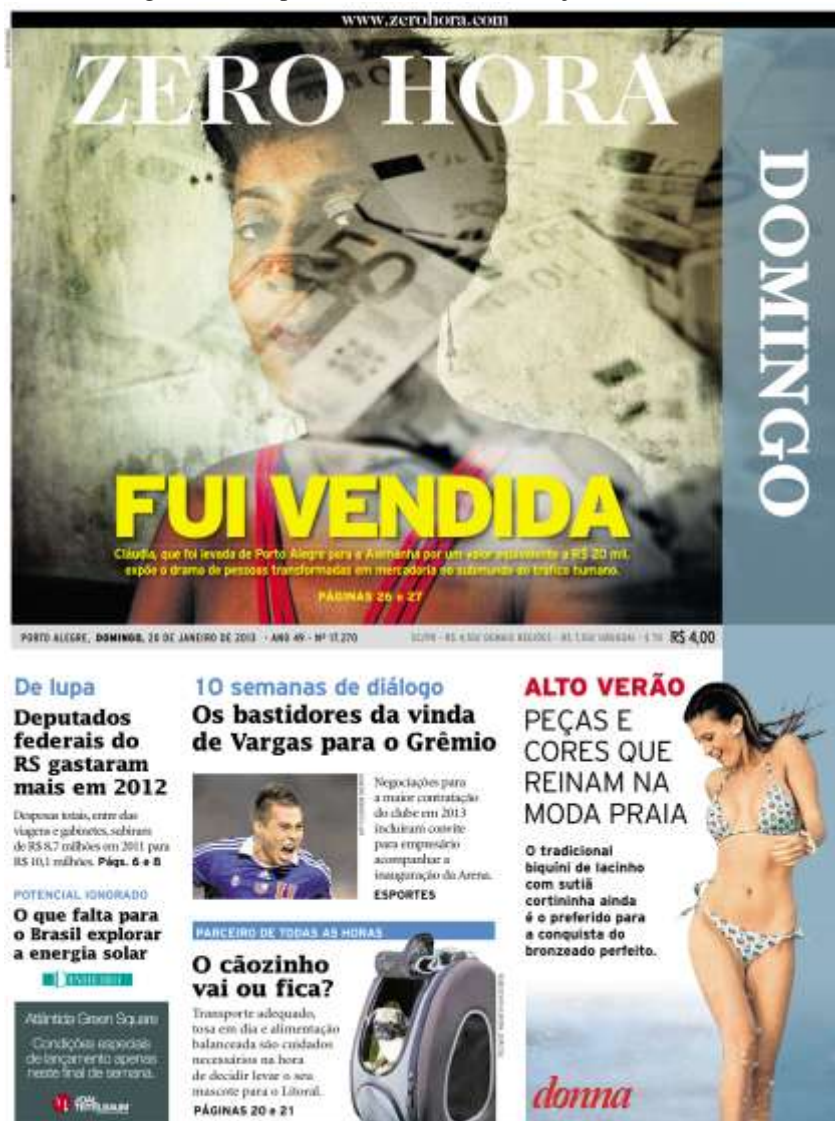 www.zerohora.com
ZERO HORA
DOMINGO
FUI VENDIDA
Cláudia, que foi levada de Porto Alegre para a Alemanha por um valor equivalente a R$ 20 mil,
expõe o drama de pessoas transformadas em mercadoria no submundo do tráfico humano.
PÁGINAS 26 e 27
PORTO ALEGRE, DOMINGO, 20 DE JANEIRO DE 2013 - ANO 49 - Nº 17.270
R$ 4,00
De lupa
Deputados
federais do
RS gastaram
mais em 2012
Despesas totais, entre elas
viagens e gabinetes, subiram
de R$ 8,7 milhões em 2011 para
R$ 10,1 milhões. Págs. 6 e 8
POTENCIAL IGNORADO
O que falta para
o Brasil explorar
a energia solar
DINHEIRO
Atlântida Green Square
Condições especiais
de lançamento apenas
neste final de semana.
10 semanas de diálogo
Os bastidores da vinda
de Vargas para o Grêmio
Negociações para
a maior contratação
do clube em 2013
incluíram convite
para empresário
acompanhar a
inauguração da Arena.
ESPORTES
PARCEIRO DE TODAS AS HORAS
O cãozinho
vai ou fica?
Transporte adequado,
tosa em dia e alimentação
balanceada são cuidados
necessários na hora
de decidir levar o seu
mascote para o Litoral.
PÁGINAS 20 e 21
ALTO VERÃO
PEÇAS E
CORES QUE
REINAM NA
MODA PRAIA
O tradicional
biquíni de lacinho
com sutiã
cortininha ainda
é o preferido para
a conquista do
bronzeado perfeito.
donna